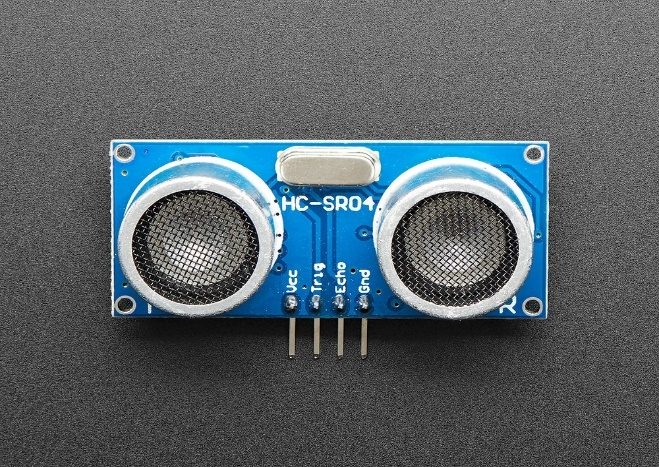 HC-SR04
Vcc
Trig
Echo
Gnd